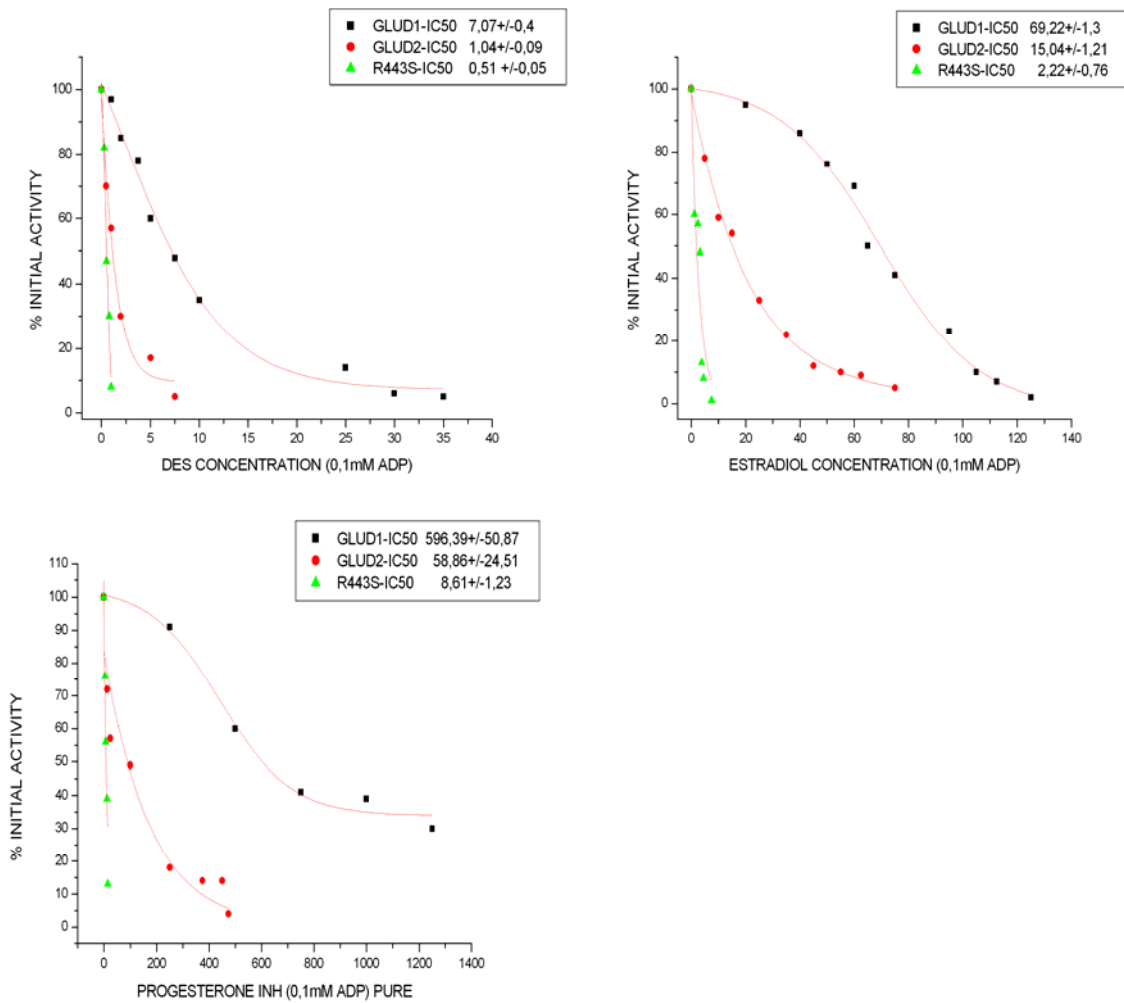 GLUD1-IC50 7,07+/-0,4
GLUD2-IC50 1,04+/-0,09
R443S-IC50 0,51 +/-0,05
100
80
60
40
20
0
% INITIAL ACTIVITY
0 5 10 15 20 25 30 35 40
DES CONCENTRATION (0,1mM ADP)
GLUD1-IC50 69,22+/-1,3
GLUD2-IC50 15,04+/-1,21
R443S-IC50 2,22+/-0,76
100
80
60
40
20
0
% INITIAL ACTIVITY
0 20 40 60 80 100 120 140
ESTRADIOL CONCENTRATION (0,1mM ADP)
GLUD1-IC50 596,39+/-50,87
GLUD2-IC50 58,86+/-24,51
R443S-IC50 8,61+/-1,23
110
100
90
80
70
60
50
40
30
20
10
0
% INITIAL ACTIVITY
0 200 400 600 800 1000 1200 1400
PROGESTERONE INH (0,1mM ADP) PURE